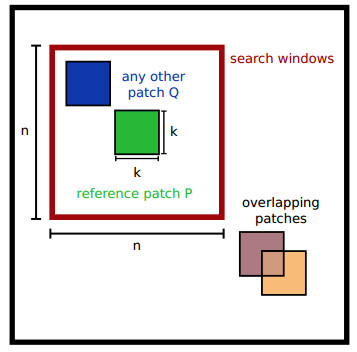 search windows
any other
patch Q
n
k
k
reference patch P
overlapping
patches
n